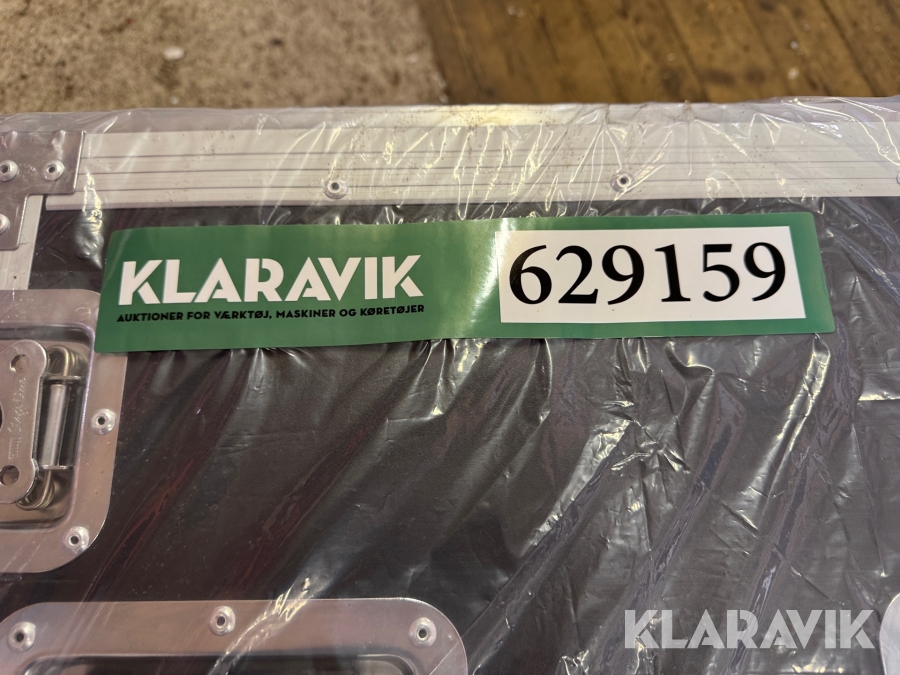 KLARAVIK
AUKTIONER FOR VÆRKTØJ, MASKINER OG KØRETØJER
629159
KLARAVIK